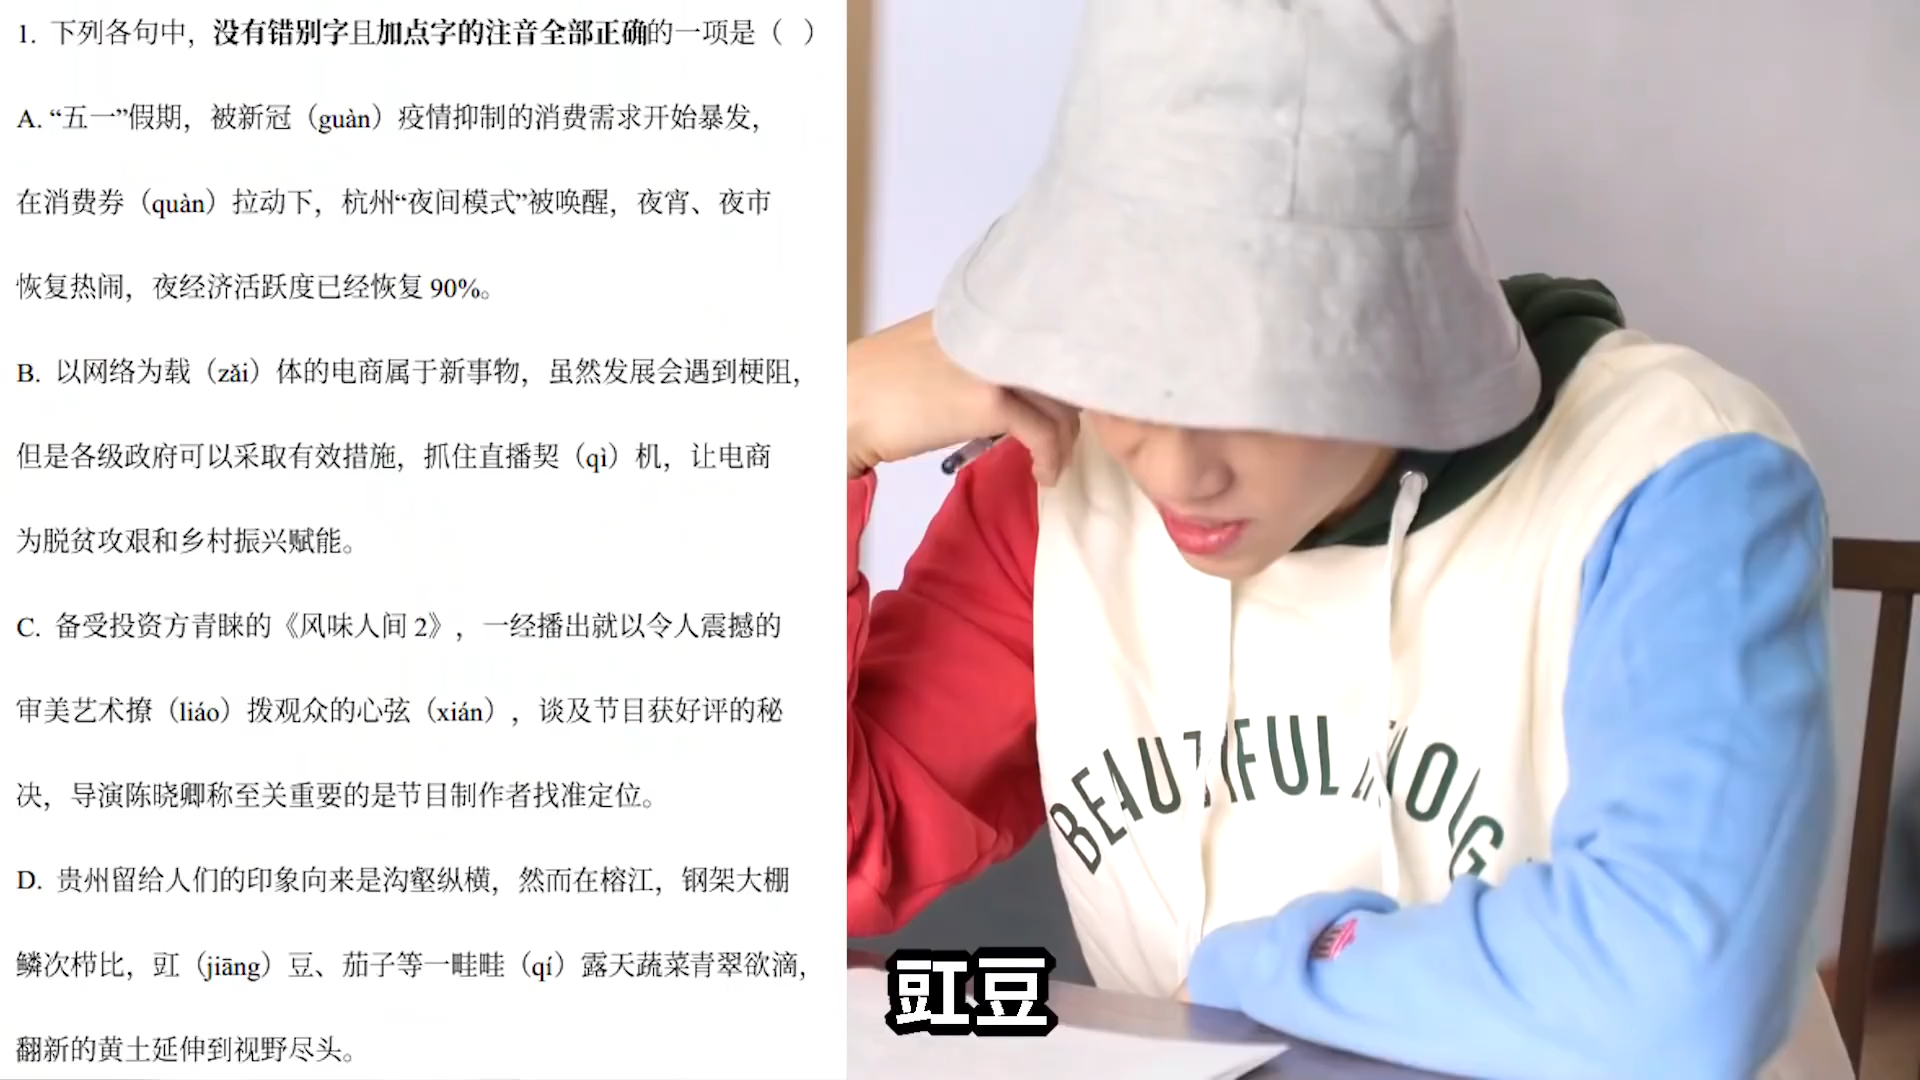 1. 下列各句中，没有错别字且加点字的注音全部正确的一项是（ ）
A. “五一”假期，被新冠（guàn）疫情抑制的消费需求开始暴发，
在消费券（quàn）拉动下，杭州“夜间模式”被唤醒，夜宵、夜市
恢复热闹，夜经济活跃度已经恢复 90%。
B. 以网络为载（zǎi）体的电商属于新事物，虽然发展会遇到梗阻，
但是各级政府可以采取有效措施，抓住直播契（qì）机，让电商
为脱贫攻艰和乡村振兴赋能。
C. 备受投资方青睐的《风味人间 2》，一经播出就以令人震撼的
审美艺术撩（liáo）拨观众的心弦（xián），谈及节目获好评的秘
决，导演陈晓卿称至关重要的是节目制作者找准定位。
D. 贵州留给人们的印象向来是沟壑纵横，然而在榕江，钢架大棚
鳞次栉比，豇（jiāng）豆、茄子等一畦畦（qí）露天蔬菜青翠欲滴，
翻新的黄土延伸到视野尽头。
BEAUTIFUL
豇豆